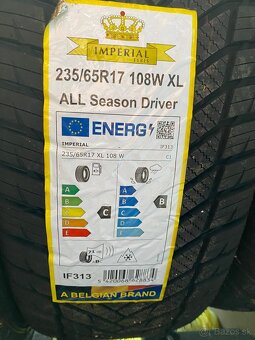 IMPERIAL
TYRES
235/65R17 108W XL
ALL Season Driver
ENERG
IMPERIAL IF313
235/65R17 XL 108 W C1
A
B
C
D
E
C
A
B
C
D
E
B
IF313
A BELGIAN BRAND